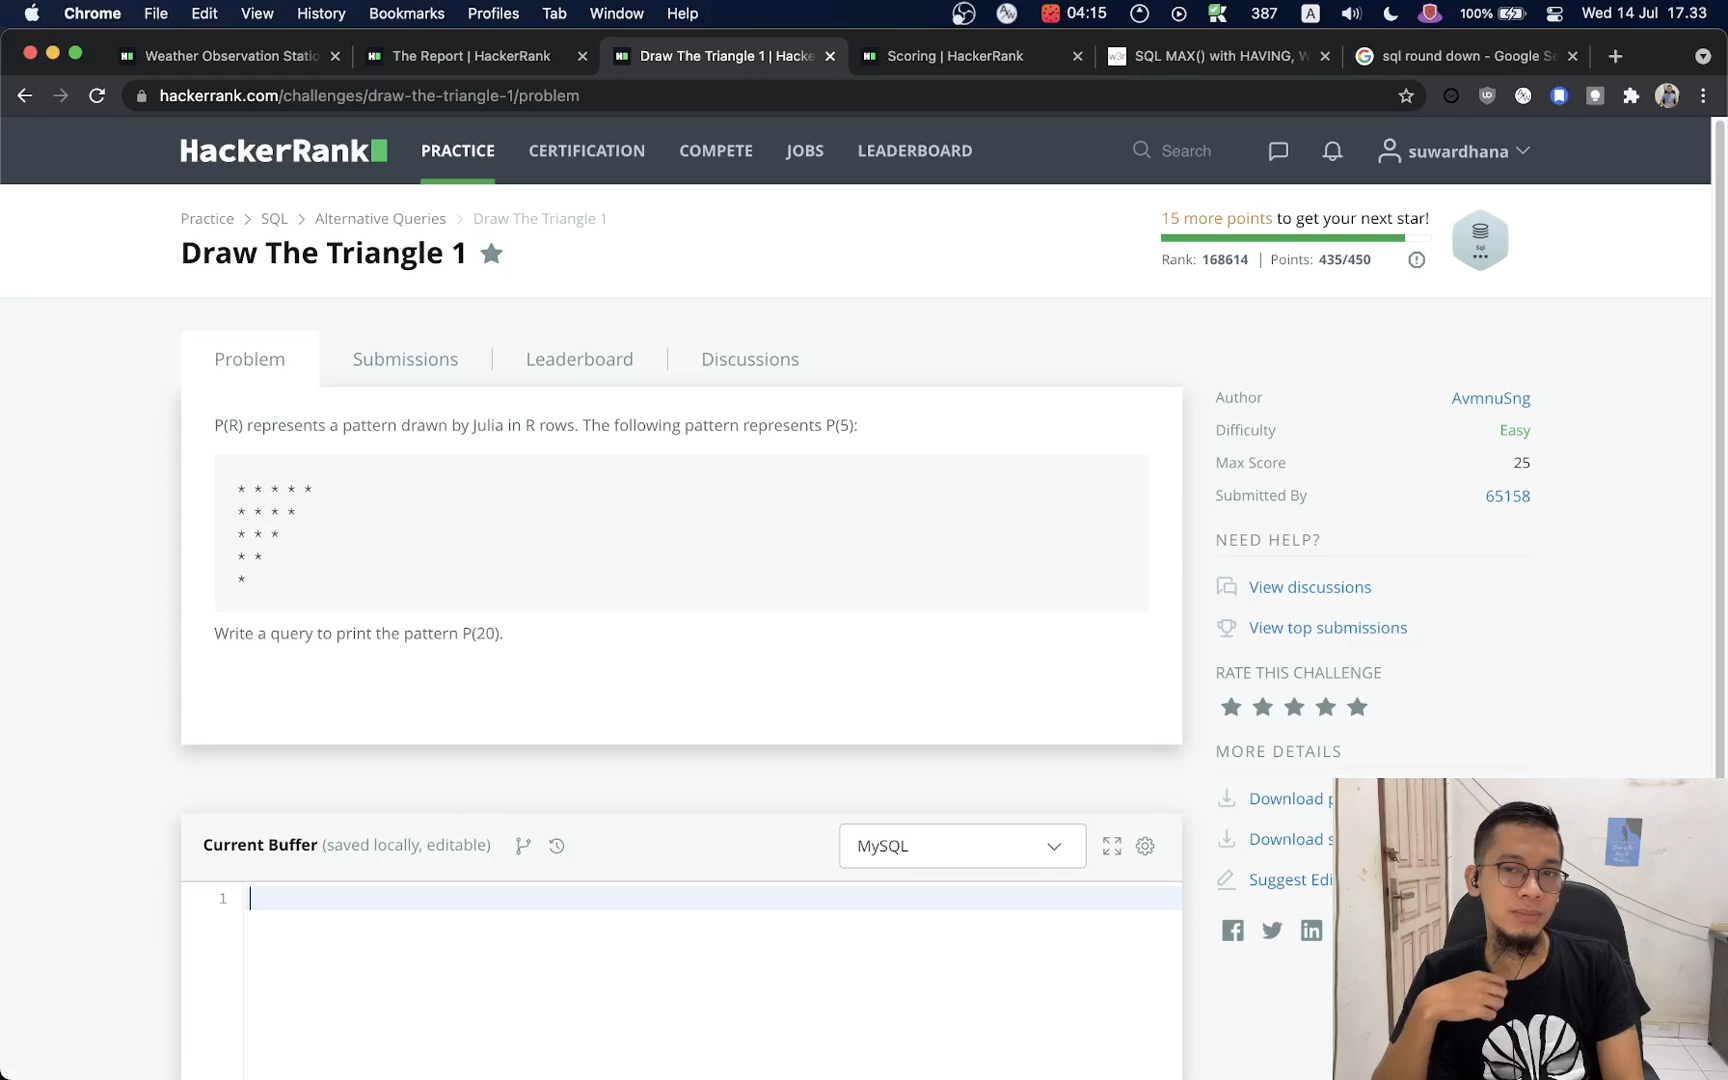 Chrome File Edit View History Bookmarks Profiles Tab Window Help 04:15 387 A 100% Wed 14 Jul 17.33
Weather Observation Statio
The Report | HackerRank
Draw The Triangle 1 | Hacke
Scoring | HackerRank
SQL MAX() with HAVING, W
sql round down - Google Se
hackerrank.com/challenges/draw-the-triangle-1/problem
HackerRank PRACTICE CERTIFICATION COMPETE JOBS LEADERBOARD Search suwardhana
Practice > SQL > Alternative Queries > Draw The Triangle 1
15 more points to get your next star!
Draw The Triangle 1
Rank: 168614 | Points: 435/450
Sql
Problem Submissions Leaderboard Discussions
P(R) represents a pattern drawn by Julia in R rows. The following pattern represents P(5):
* * * * *
* * * *
* * *
* *
*
Write a query to print the pattern P(20).
Author AvmnuSng
Difficulty Easy
Max Score 25
Submitted By 65158
NEED HELP?
View discussions
View top submissions
RATE THIS CHALLENGE
MORE DETAILS
Download p
Download s
Suggest Edi
Current Buffer (saved locally, editable) MySQL
1